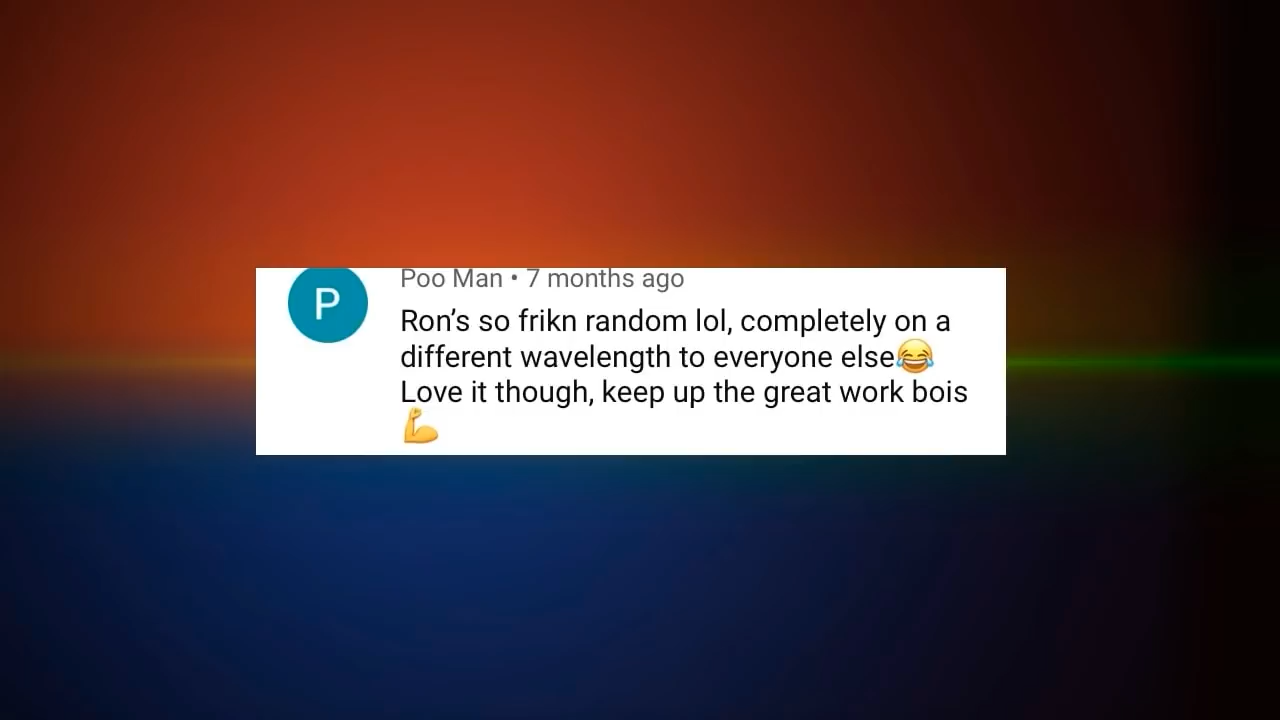 P
Poo Man • 7 months ago
Ron’s so frikn random lol, completely on a
different wavelength to everyone else😂
Love it though, keep up the great work bois
💪